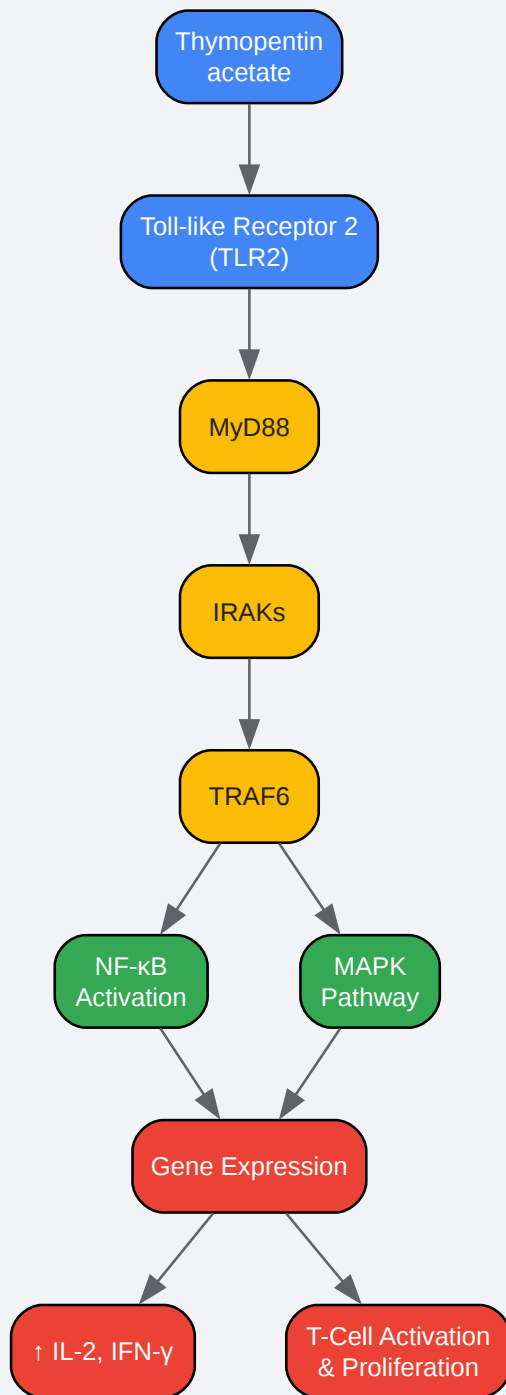 Thymopentin
acetate
Toll-like Receptor 2
(TLR2)
MyD88
IRAKs
TRAF6
NF-κB
Activation
MAPK
Pathway
Gene Expression
↑ IL-2, IFN-γ
T-Cell Activation
& Proliferation